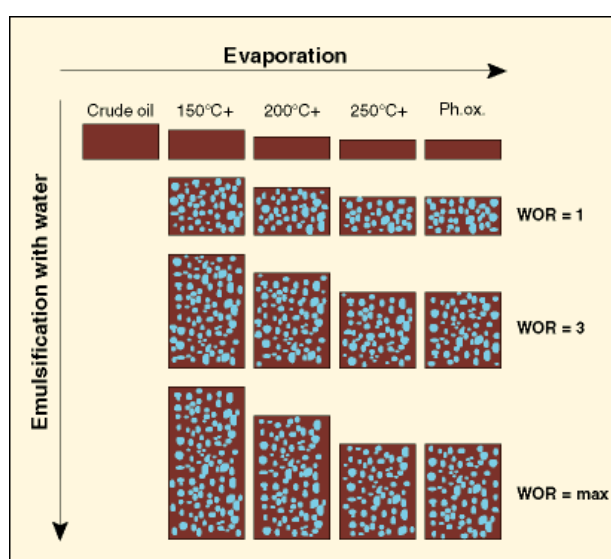 Evaporation
Crude oil 150°C+ 200°C+ 250°C+ Ph.ox.
Emulsification with water
WOR = 1
WOR = 3
WOR = max